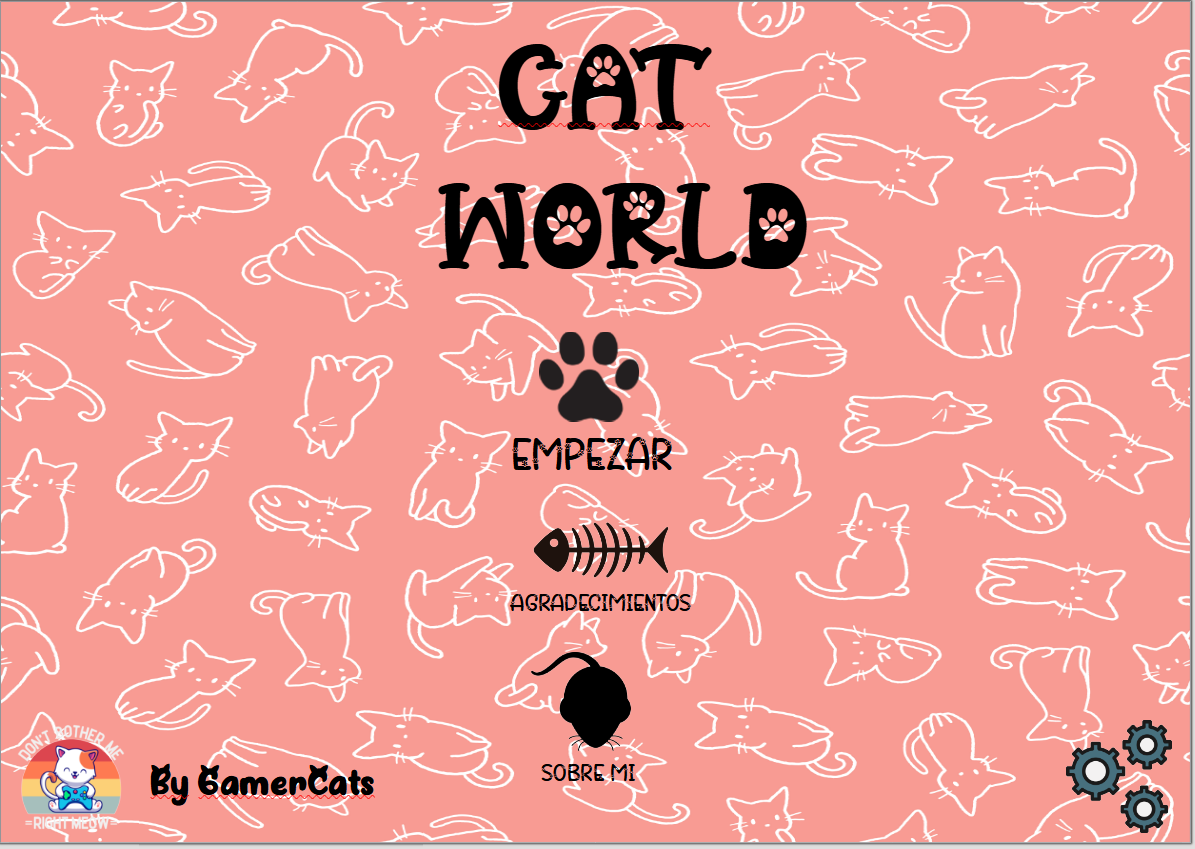 CAT
WORLD
EMPEZAR
AGRADECIMIENTOS
SOBRE MI
DON'T BOTHER ME
=RIGHT MEOW=
By GamerCats